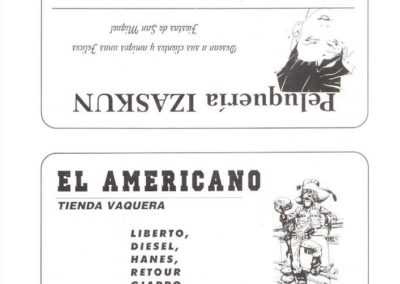 Peluquería IZASKUN
Desean a sus clientes y amigos unas Felices
Fiestas de San Miguel
EL AMERICANO
TIENDA VAQUERA
LIBERTO,
DIESEL,
HANES,
RETOUR